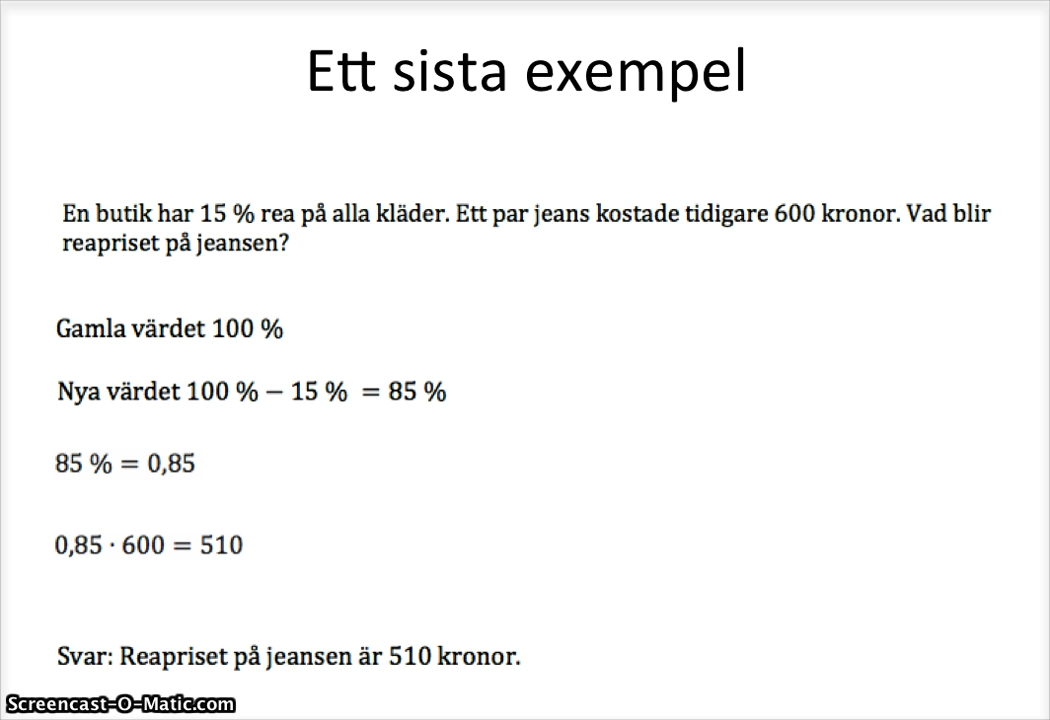 Ett sista exempel
En butik har 15 % rea på alla kläder. Ett par jeans kostade tidigare 600 kronor. Vad blir
reapriset på jeansen?
Gamla värdet 100 %
Nya värdet 100 % − 15 % = 85 %
85 % = 0,85
0,85 · 600 = 510
Svar: Reapriset på jeansen är 510 kronor.
Screencast-O-Matic.com